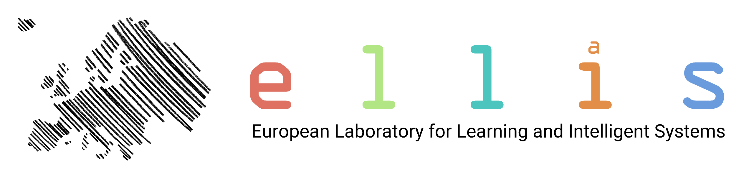 a
ellis
European Laboratory for Learning and Intelligent Systems